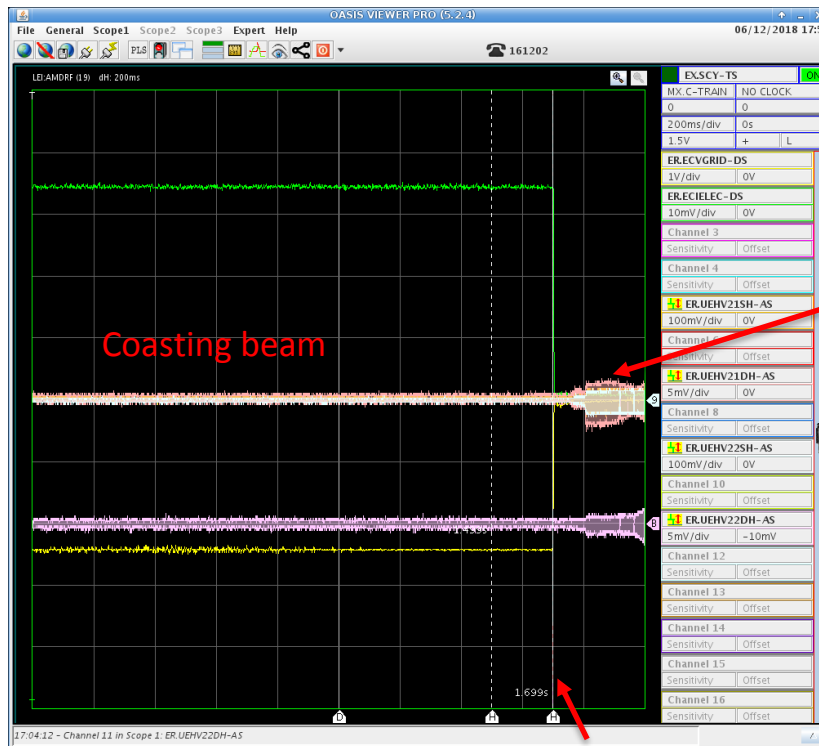 OASIS VIEWER PRO (5.2.4)
File General Scope1 Scope2 Scope3 Expert Help
06/12/2018 17:
PLS
161202
LEI:AMDRF (19) dH: 200ms
EX.SCY-TS ON
MX.C-TRAIN NO CLOCK
0 0
200ms/div 0s
1.5V + L
ER.ECVGRID-DS
1V/div 0V
ER.ECIELEC-DS
10mV/div 0V
Channel 3
Sensitivity Offset
Channel 4
Sensitivity Offset
ER.UEHV21SH-AS
100mV/div 0V
Channel
Sensitivity Offset
ER.UEHV21DH-AS
5mV/div 0V
Channel 8
Sensitivity Offset
ER.UEHV22SH-AS
100mV/div 0V
Channel 10
Sensitivity Offset
ER.UEHV22DH-AS
5mV/div -10mV
Channel 12
Sensitivity Offset
Channel 13
Sensitivity Offset
Channel 14
Sensitivity Offset
Channel 15
Sensitivity Offset
Channel 16
Sensitivity Offset
Coasting beam
9
B
1.699s
D H H
17:04:12 - Channel 11 in Scope 1: ER.UEHV22DH-AS